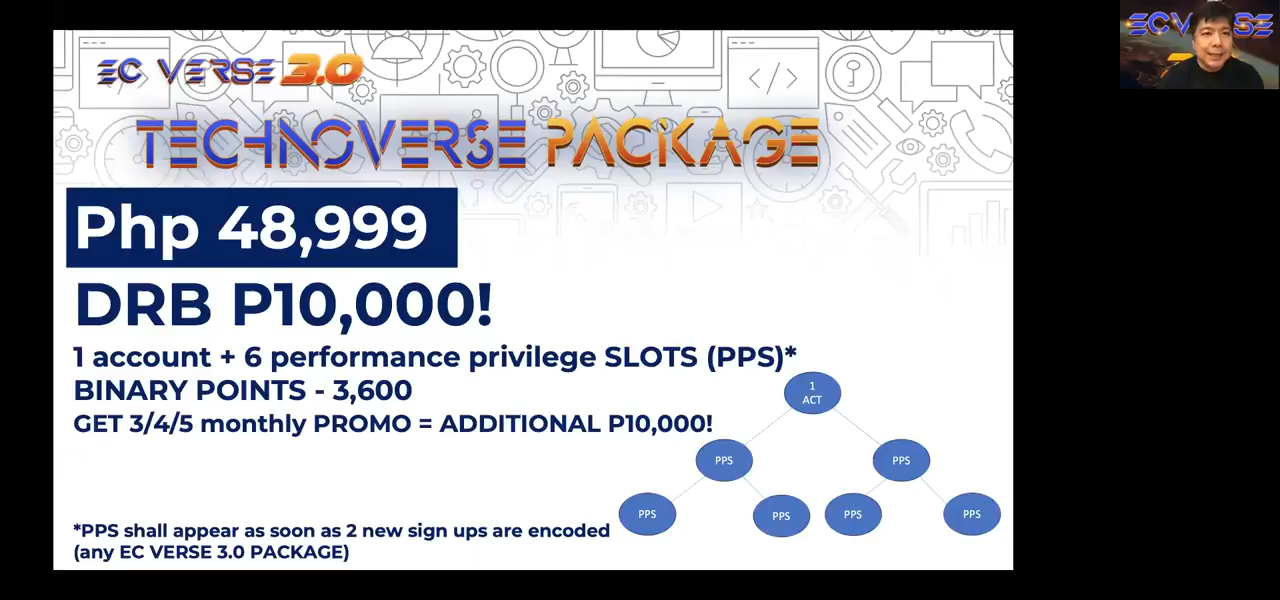 EC VERSE 3.0
TECHNOVERSE PACKAGE
Php 48,999
DRB P10,000!
1 account + 6 performance privilege SLOTS (PPS)*
BINARY POINTS - 3,600
GET 3/4/5 monthly PROMO = ADDITIONAL P10,000!
1
ACT
PPS
PPS
PPS
PPS
PPS
PPS
*PPS shall appear as soon as 2 new sign ups are encoded
(any EC VERSE 3.0 PACKAGE)